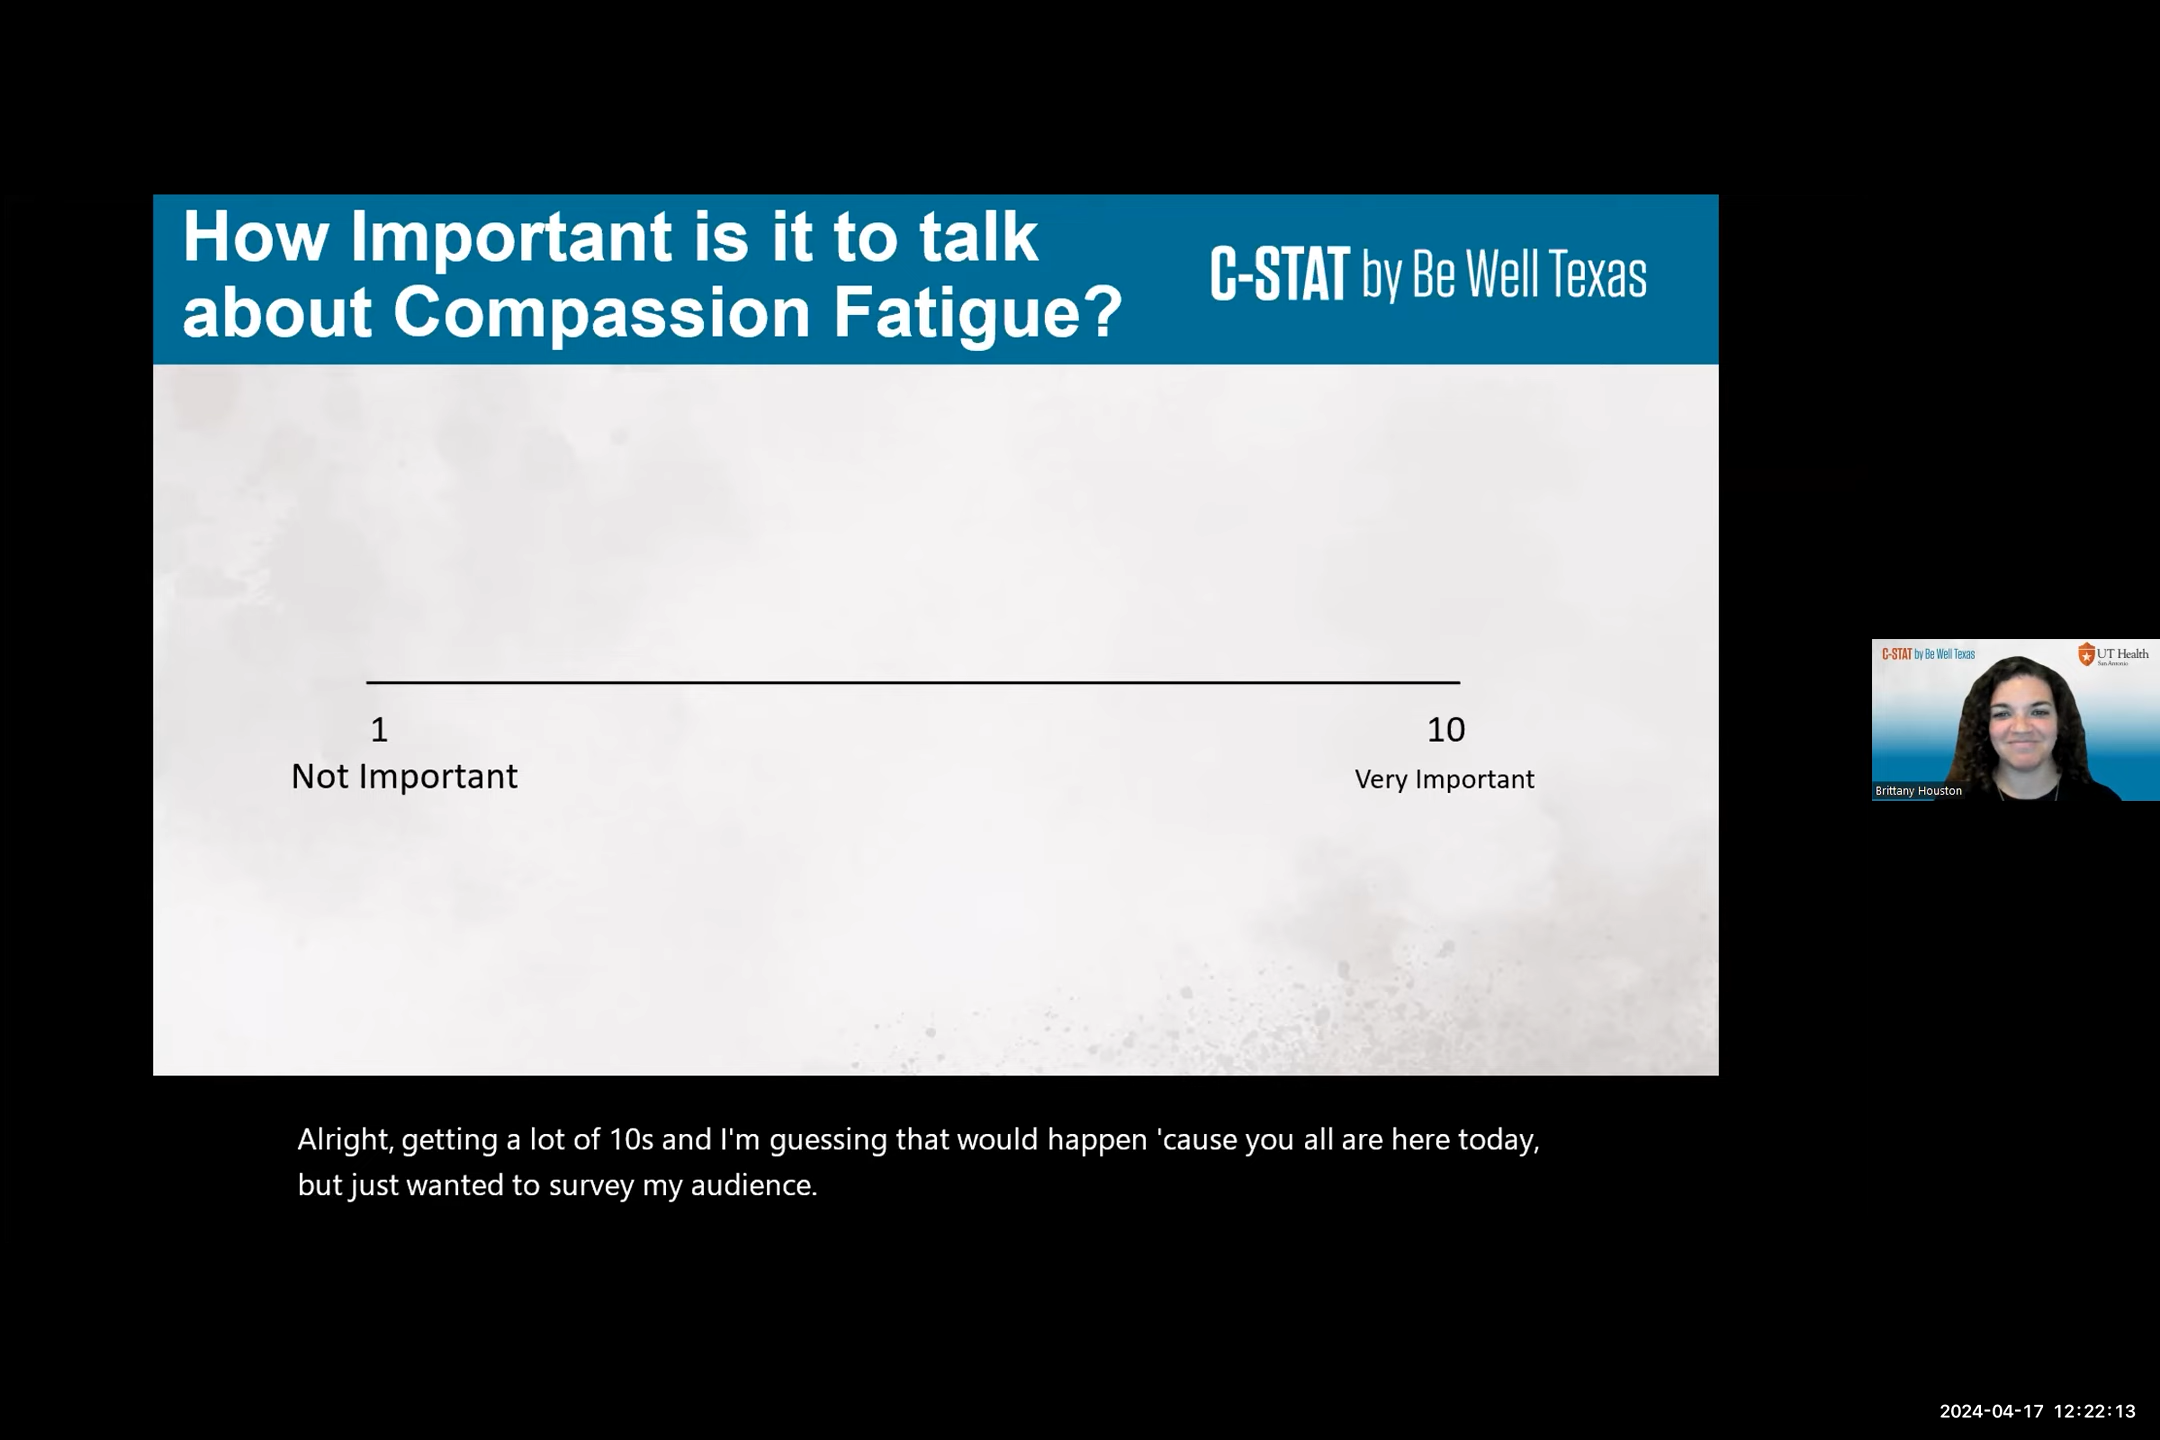 How Important is it to talk
about Compassion Fatigue?
C-STAT by Be Well Texas
1
10
Not Important
Very Important
C-STAT by Be Well Texas
UT Health
San Antonio
Brittany Houston
Alright, getting a lot of 10s and I'm guessing that would happen 'cause you all are here today,
but just wanted to survey my audience.
2024-04-17 12:22:13